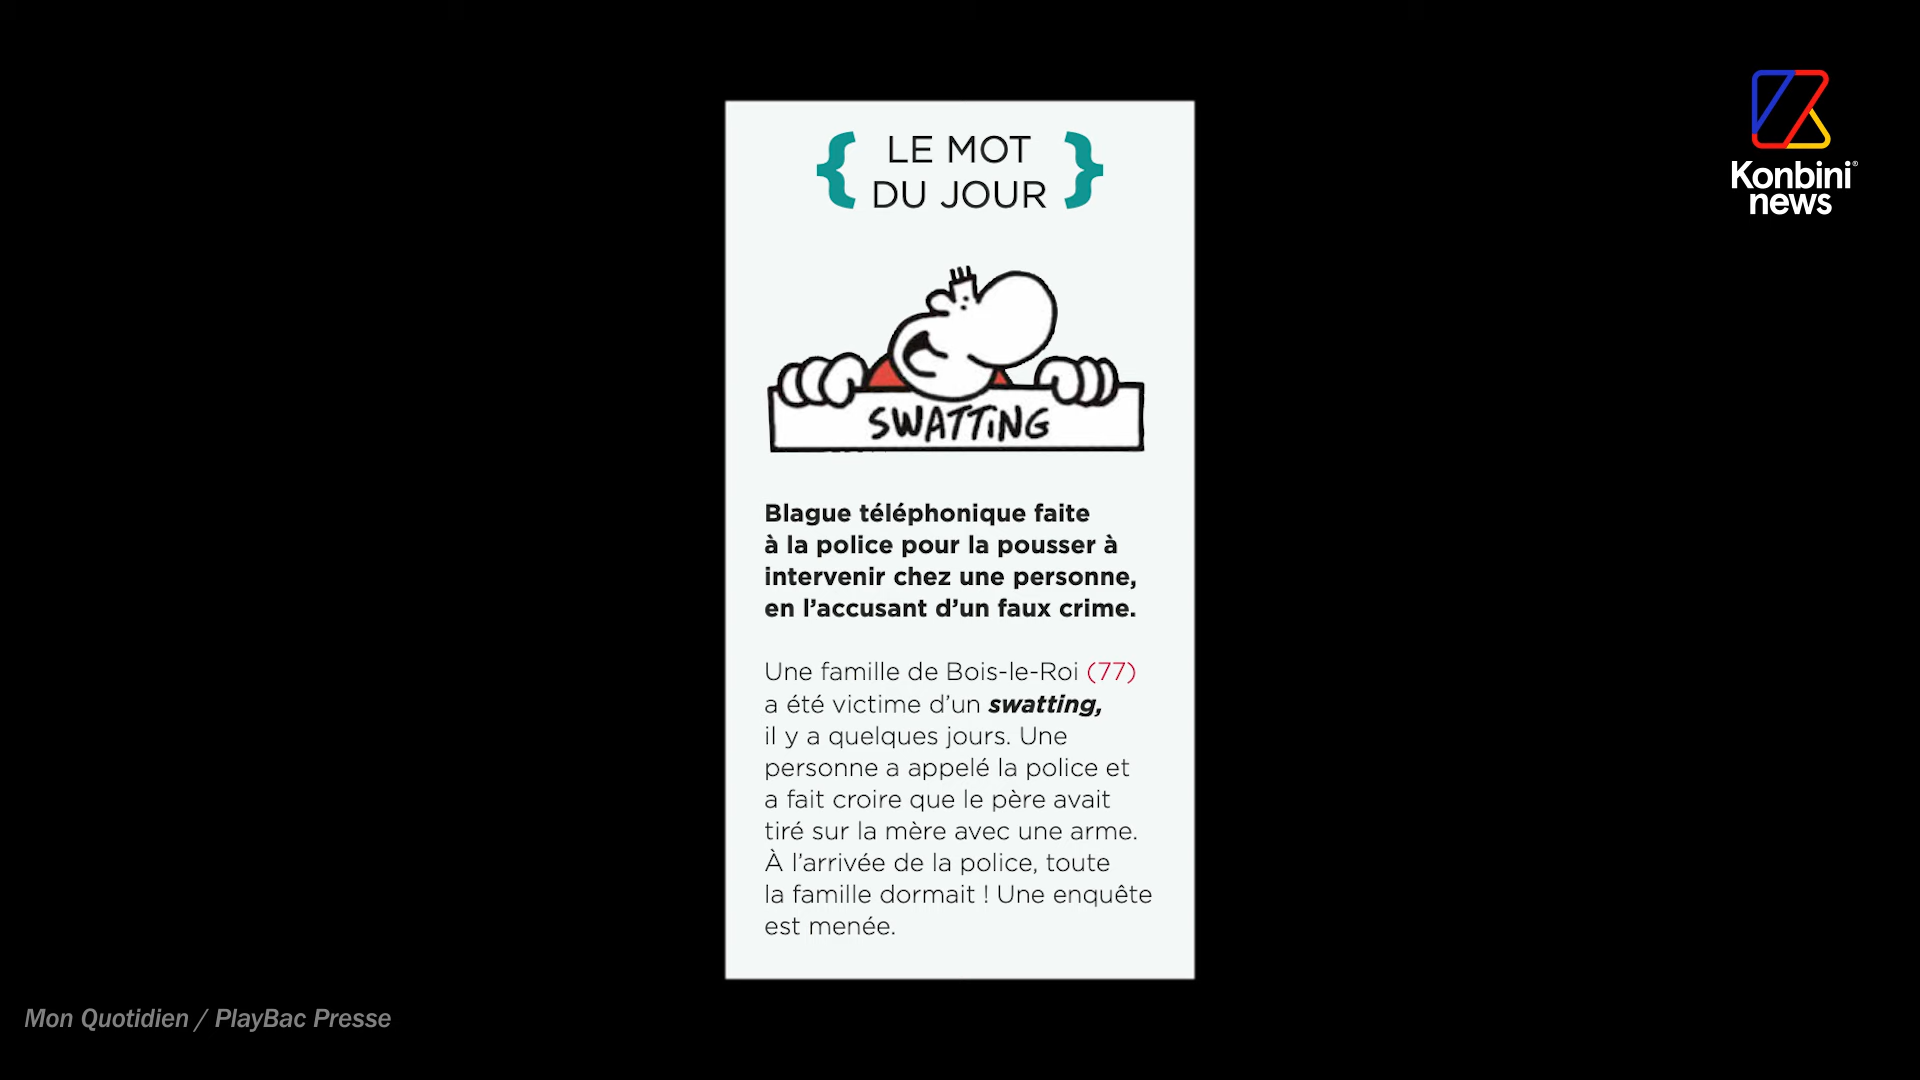 LE MOT
DU JOUR
Konbini
news
SWATTING
Blague téléphonique faite
à la police pour la pousser à
intervenir chez une personne,
en l’accusant d’un faux crime.
Une famille de Bois-le-Roi (77)
a été victime d’un swatting,
il y a quelques jours. Une
personne a appelé la police et
a fait croire que le père avait
tiré sur la mère avec une arme.
À l’arrivée de la police, toute
la famille dormait ! Une enquête
est menée.
Mon Quotidien / PlayBac Presse